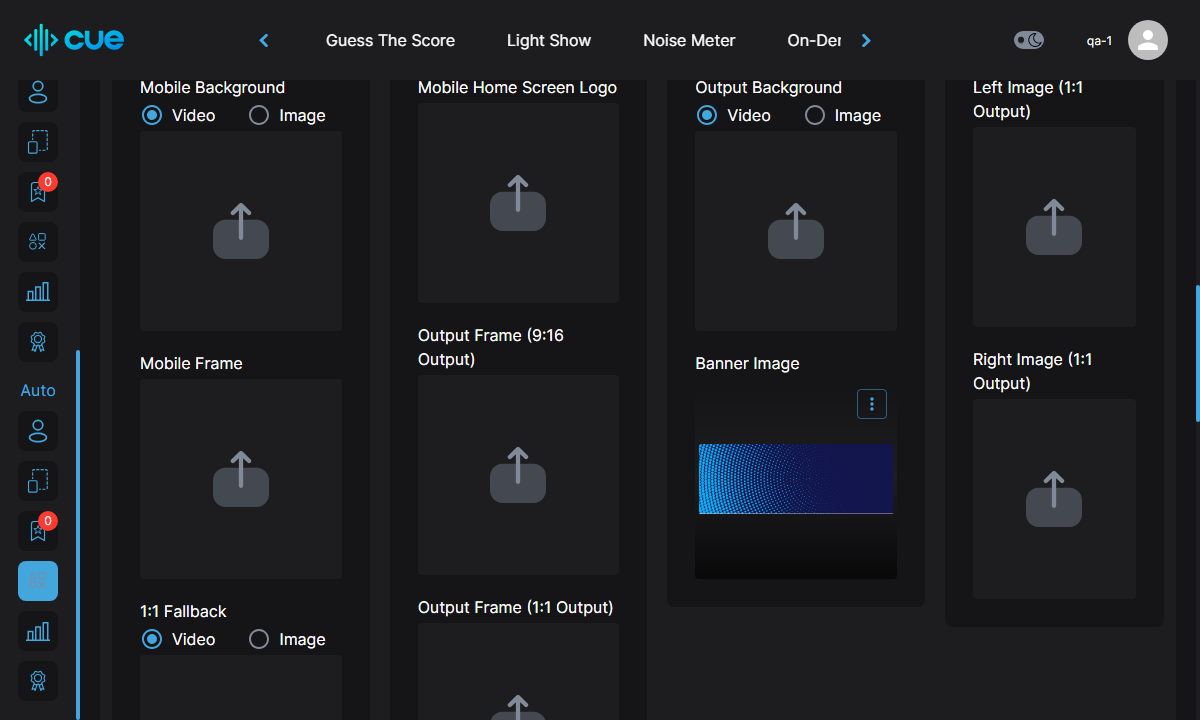 cue
Guess The Score
Light Show
Noise Meter
On-Der
qa-1
0
Auto
0
Mobile Background
Video
Image
Mobile Frame
1:1 Fallback
Video
Image
Mobile Home Screen Logo
Output Frame (9:16
Output)
Output Frame (1:1 Output)
Output Background
Video
Image
Banner Image
Left Image (1:1
Output)
Right Image (1:1
Output)